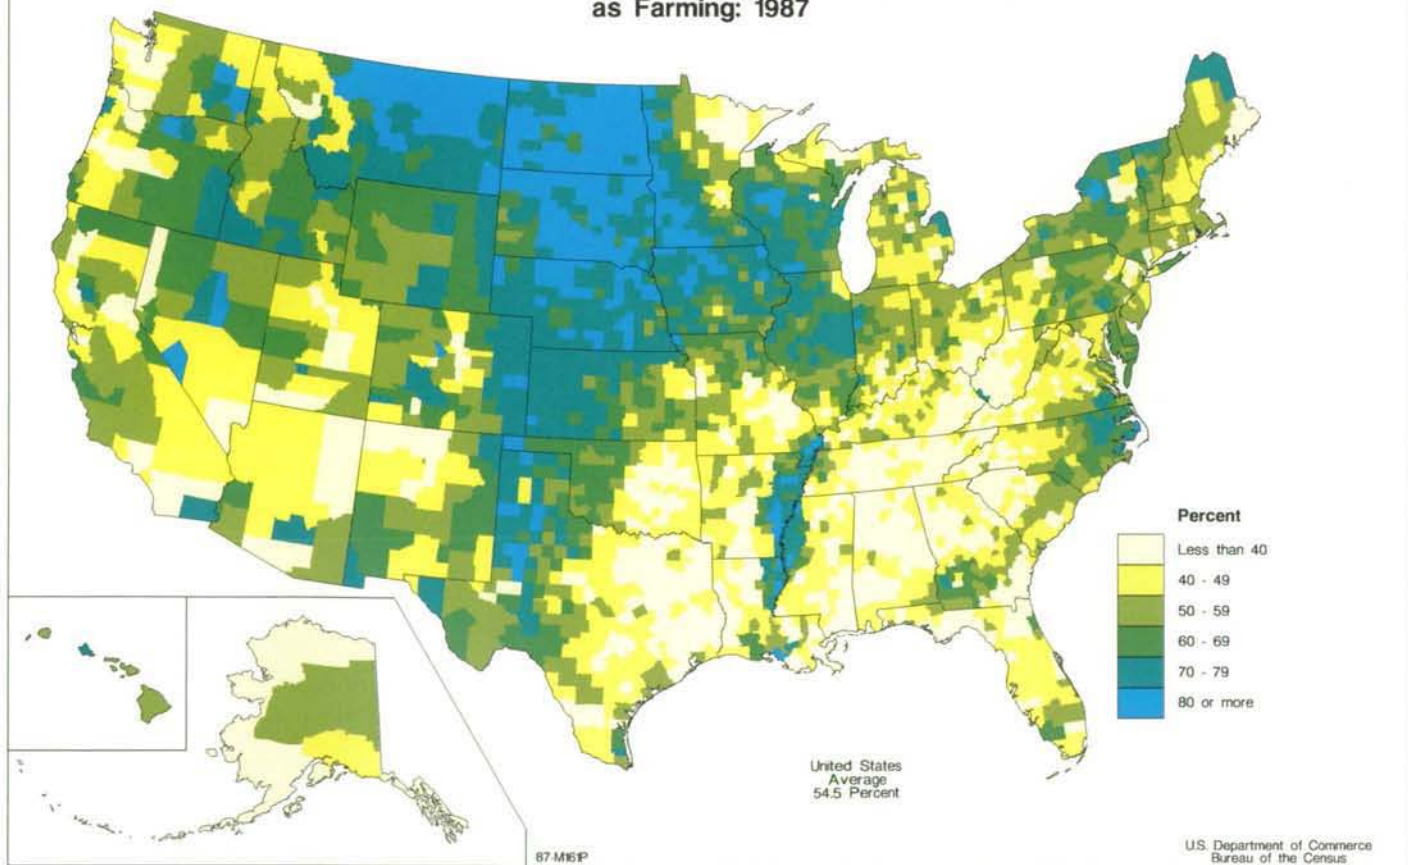 as Farming: 1987
Percent
Less than 40
40 - 49
50 - 59
60 - 69
70 - 79
80 or more
United States
Average
54.5 Percent
87-M161P
U.S. Department of Commerce
Bureau of the Census